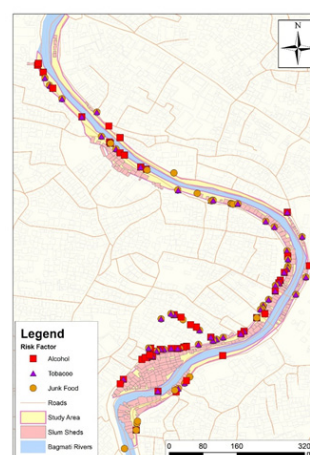 N
Legend
Risk Factor
Alcohol
Tobacoo
Junk Food
Roads
Study Area
Slum Sheds
Bagmati Rivers
0 80 160 320